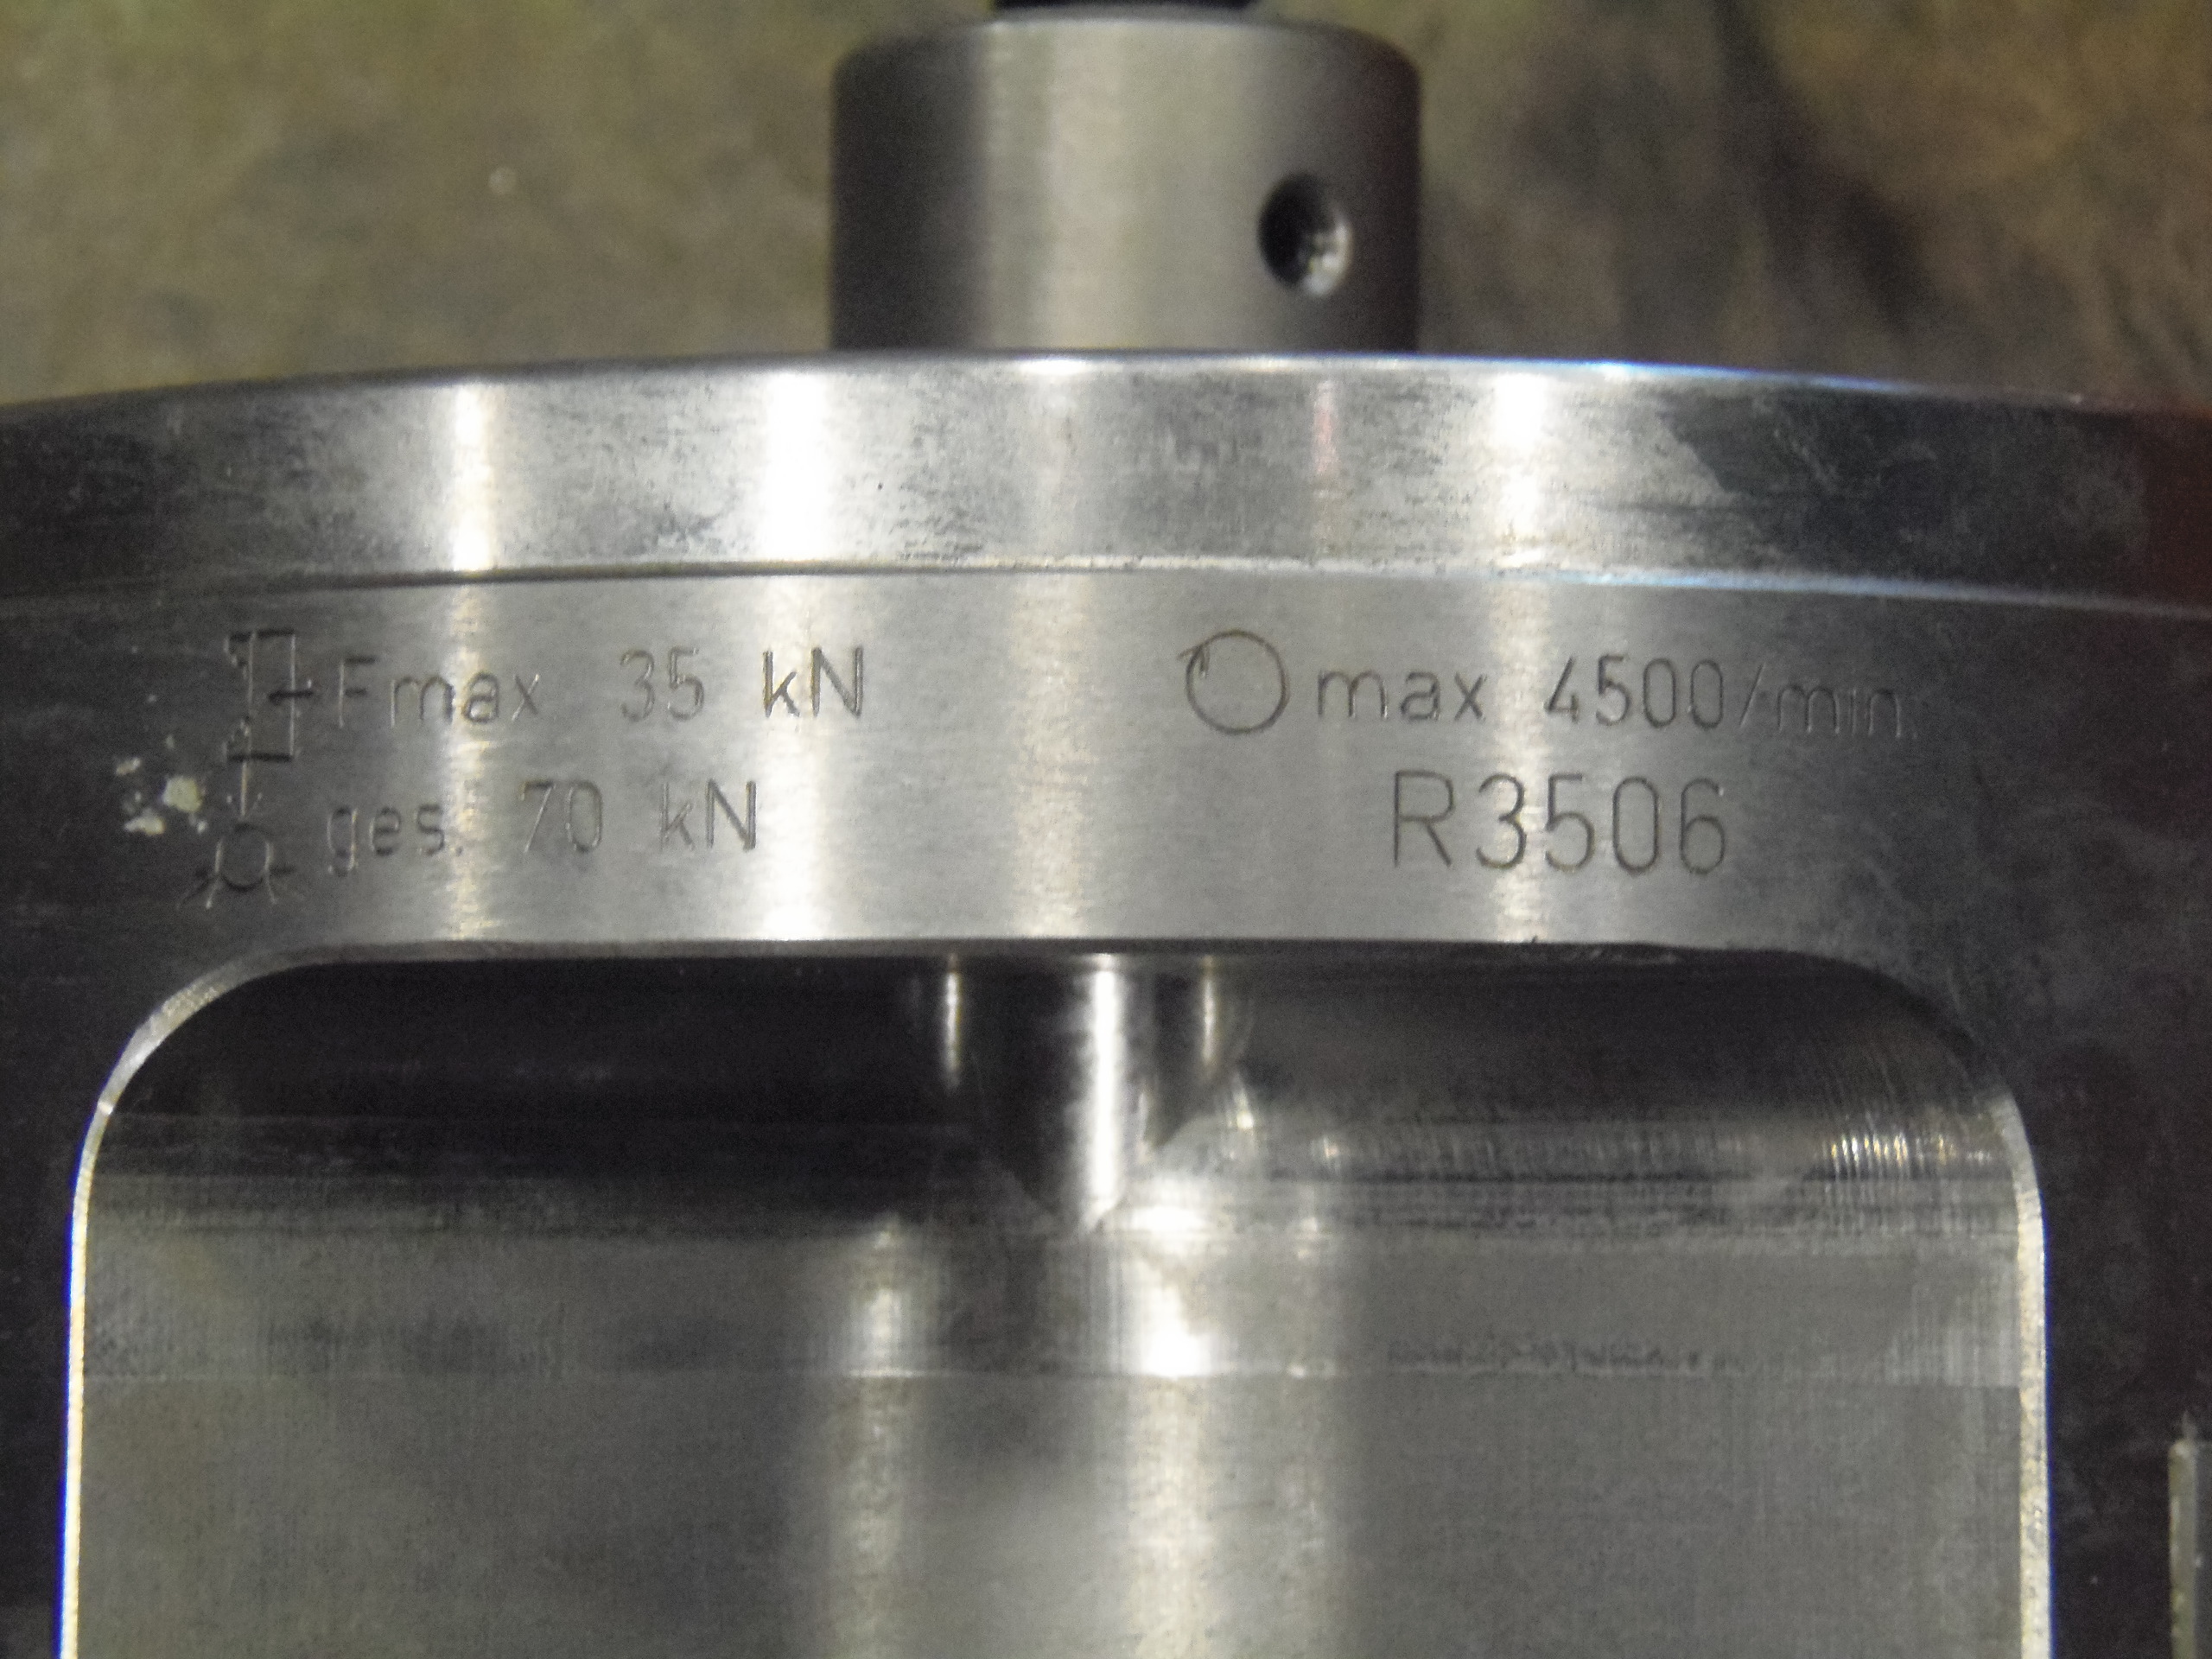 Fmax 35 kN
ges. 70 kN
max 4500/min.
R3506